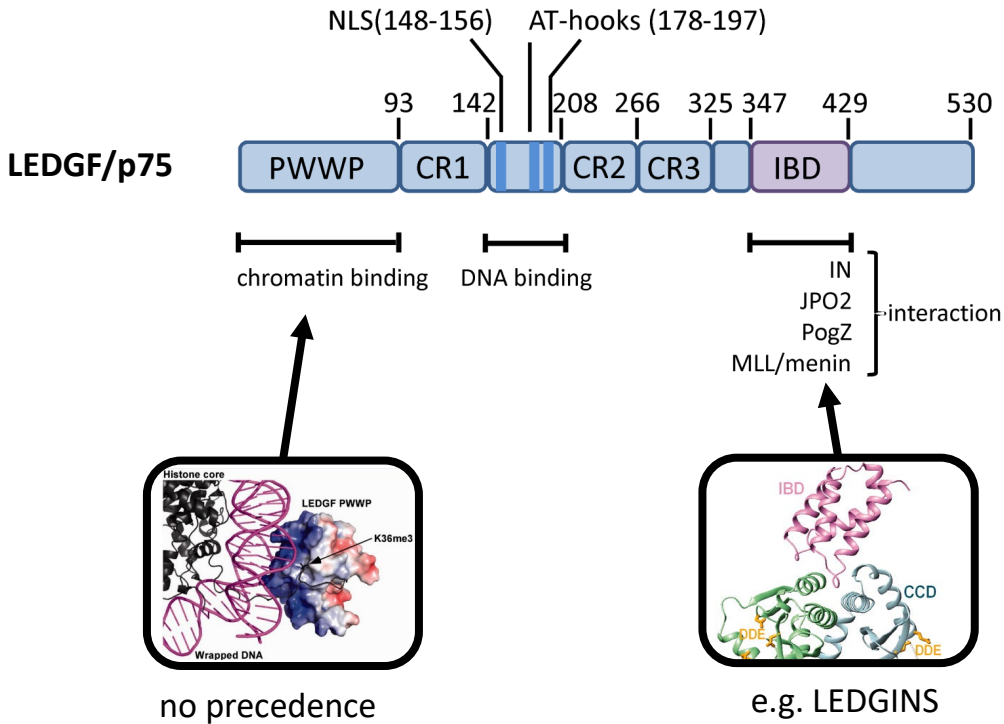 NLS(148-156) AT-hooks (178-197)
93 142 208 266 325 347 429 530
LEDGF/p75 PWWP CR1 CR2 CR3 IBD
chromatin binding DNA binding
IN
JPO2
PogZ
MLL/menin
interaction
Histone core
LEDGF PWWP
K36me3
Wrapped DNA
no precedence
IBD
CCD
DDE
DDE
e.g. LEDGINS